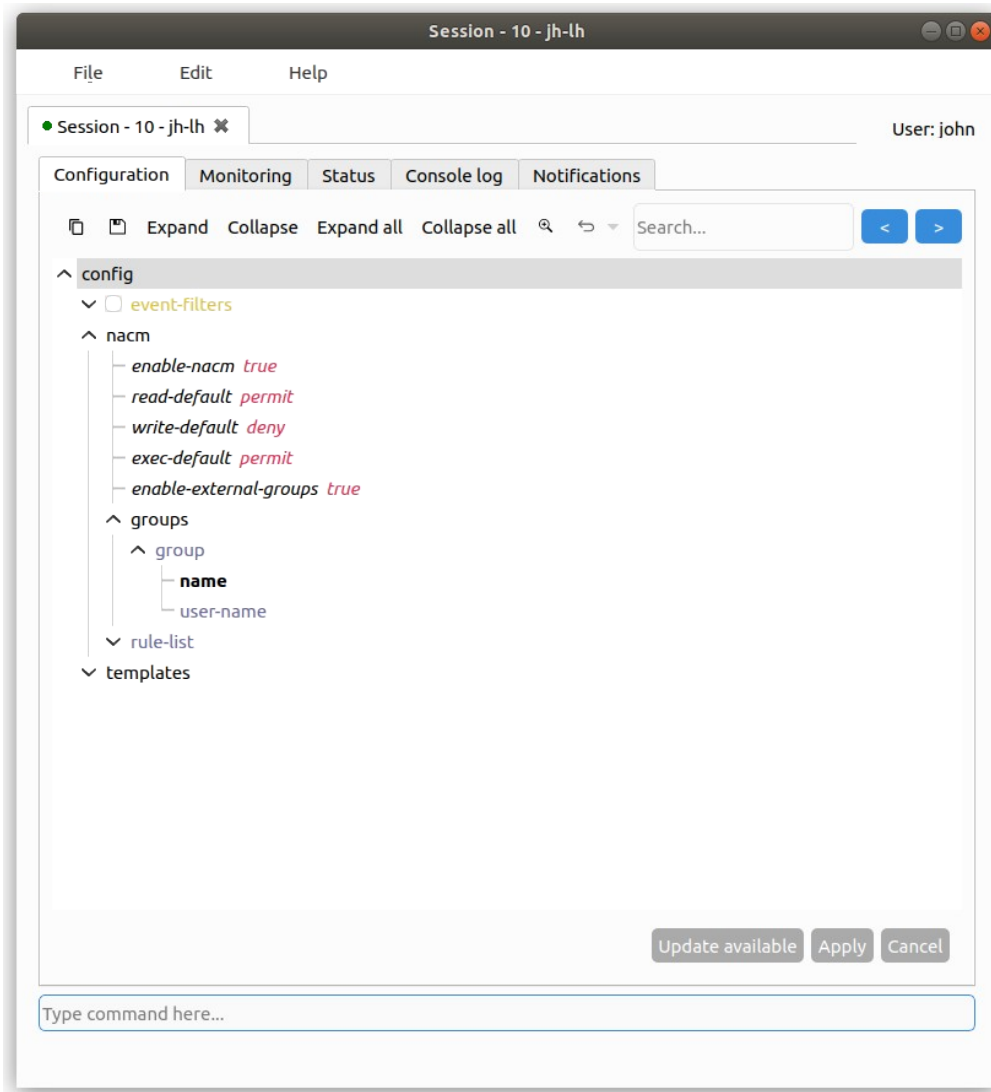 Session - 10 - jh-lh
File Edit Help
Session - 10 - jh-lh ✖ User: john
Configuration Monitoring Status Console log Notifications
Expand Collapse Expand all Collapse all Search... < >
config
event-filters
nacm
enable-nacm true
read-default permit
write-default deny
exec-default permit
enable-external-groups true
groups
group
name
user-name
rule-list
templates
Update available Apply Cancel
Type command here...